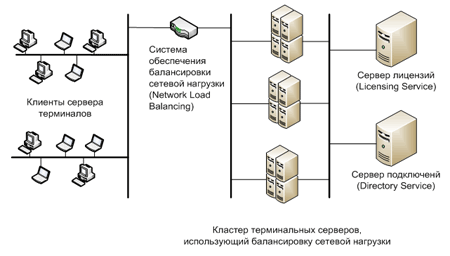 Клиенты сервера
терминалов
Система
обеспечения
балансировки
сетевой нагрузки
(Network Load
Balancing)
Сервер лицензий
(Licensing Service)
Сервер подключенй
(Directory Service)
Кластер терминальных серверов,
использующий балансировку сетевой нагрузки